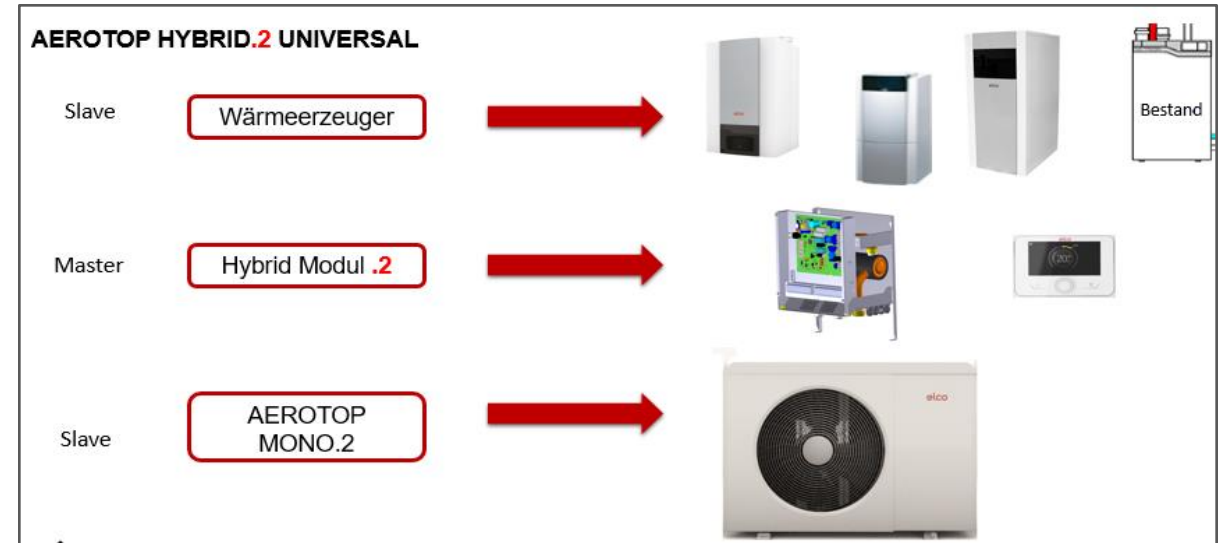 AEROTOP HYBRID.2 UNIVERSAL
Slave
Wärmeerzeuger
Bestand
Master
Hybrid Modul .2
Slave
AEROTOP
MONO.2
elco